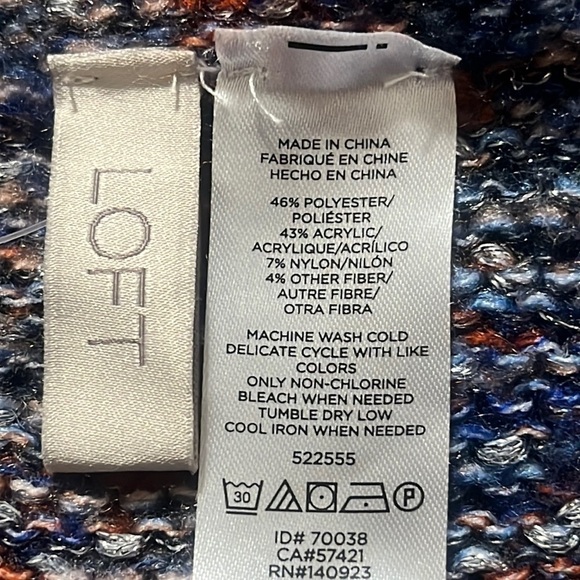 LOFT
MADE IN CHINA
FABRIQUÉ EN CHINE
HECHO EN CHINA
46% POLYESTER/
POLIÉSTER
43% ACRYLIC/
ACRYLIQUE/ACRÍLICO
7% NYLON/NILÓN
4% OTHER FIBER/
AUTRE FIBRE/
OTRA FIBRA
MACHINE WASH COLD
DELICATE CYCLE WITH LIKE
COLORS
ONLY NON-CHLORINE
BLEACH WHEN NEEDED
TUMBLE DRY LOW
COOL IRON WHEN NEEDED
522555
30 P
ID# 70038
CA#57421
RN#140923